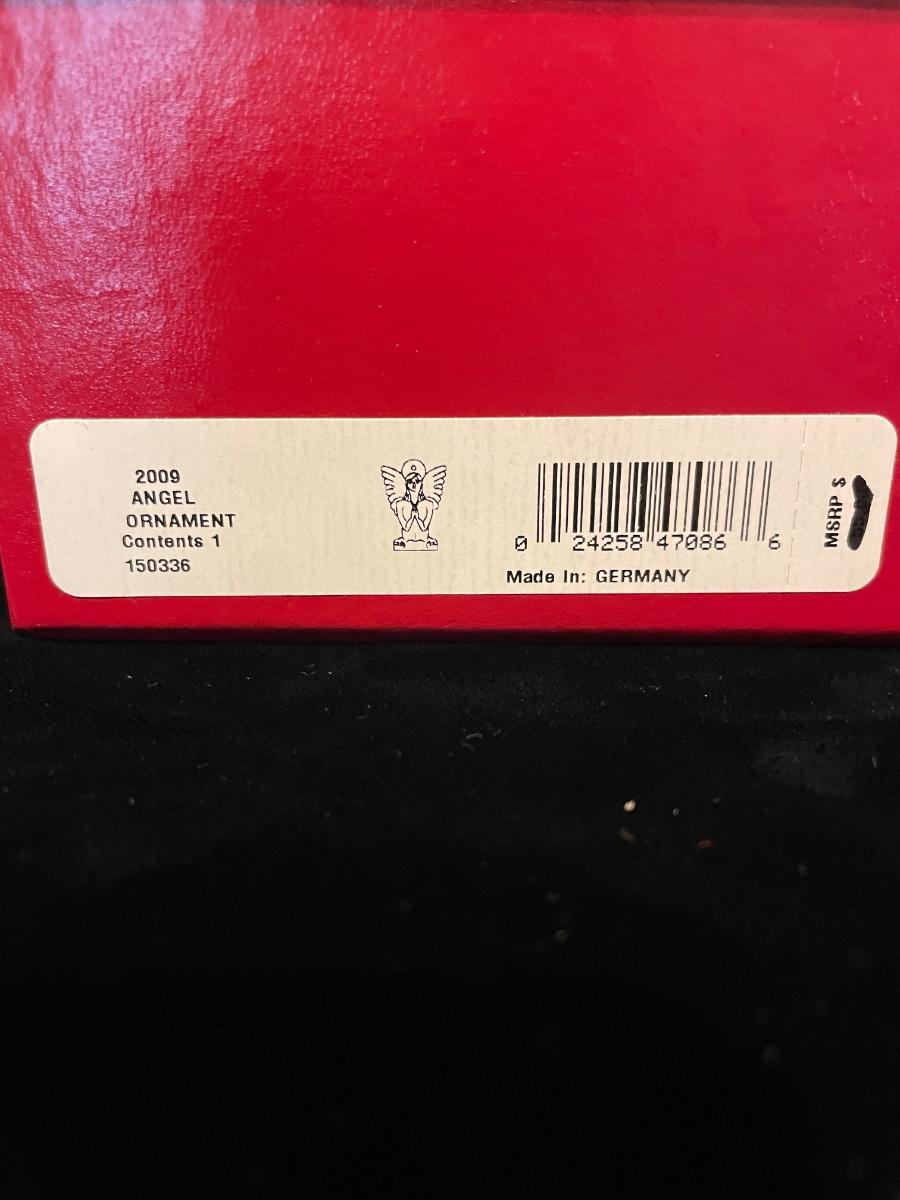 2009
ANGEL
ORNAMENT
Contents 1
150336
0 24258 47086 6
Made In: GERMANY
MSRP $